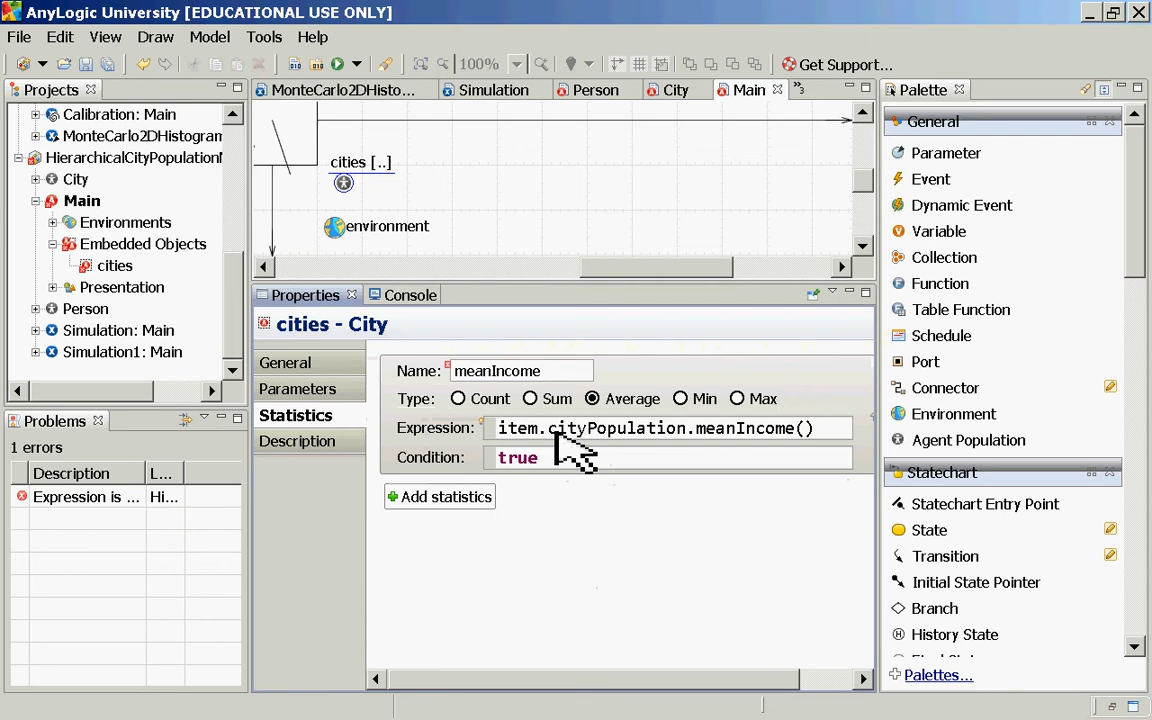 AnyLogic University [EDUCATIONAL USE ONLY]
File Edit View Draw Model Tools Help
100% Get Support...
Projects
Calibration: Main
MonteCarlo2DHistogram
HierarchicalCityPopulationM
City
Main
Environments
Embedded Objects
cities
Presentation
Person
Simulation: Main
Simulation1: Main
Problems
1 errors
Description L...
Expression is ... Hi...
MonteCarlo2DHisto... Simulation Person City Main »3
cities [..]
environment
Properties Console
cities - City
General
Parameters
Statistics
Description
Name: meanIncome
Type: Count Sum Average Min Max
Expression: item.cityPopulation.meanIncome()
Condition: true
Add statistics
Palette
General
Parameter
Event
Dynamic Event
Variable
Collection
Function
Table Function
Schedule
Port
Connector
Environment
Agent Population
Statechart
Statechart Entry Point
State
Transition
Initial State Pointer
Branch
History State
Palettes...